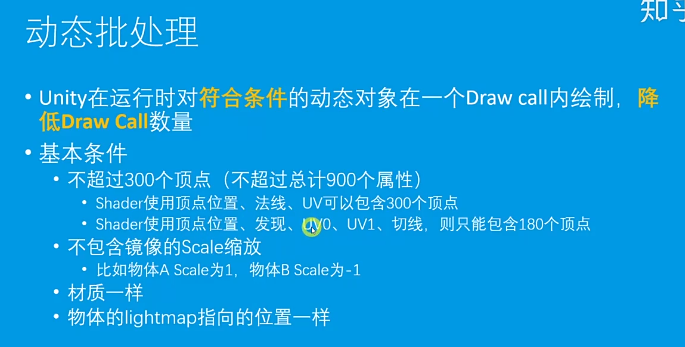 知乎
动态批处理
• Unity在运行时对符合条件的动态对象在一个Draw call内绘制，降
低Draw Call数量
• 基本条件
• 不超过300个顶点（不超过总计900个属性）
• Shader使用顶点位置、法线、UV可以包含300个顶点
• Shader使用顶点位置、发现、UV0、UV1、切线，则只能包含180个顶点
• 不包含镜像的Scale缩放
• 比如物体A Scale为1，物体B Scale为-1
• 材质一样
• 物体的lightmap指向的位置一样